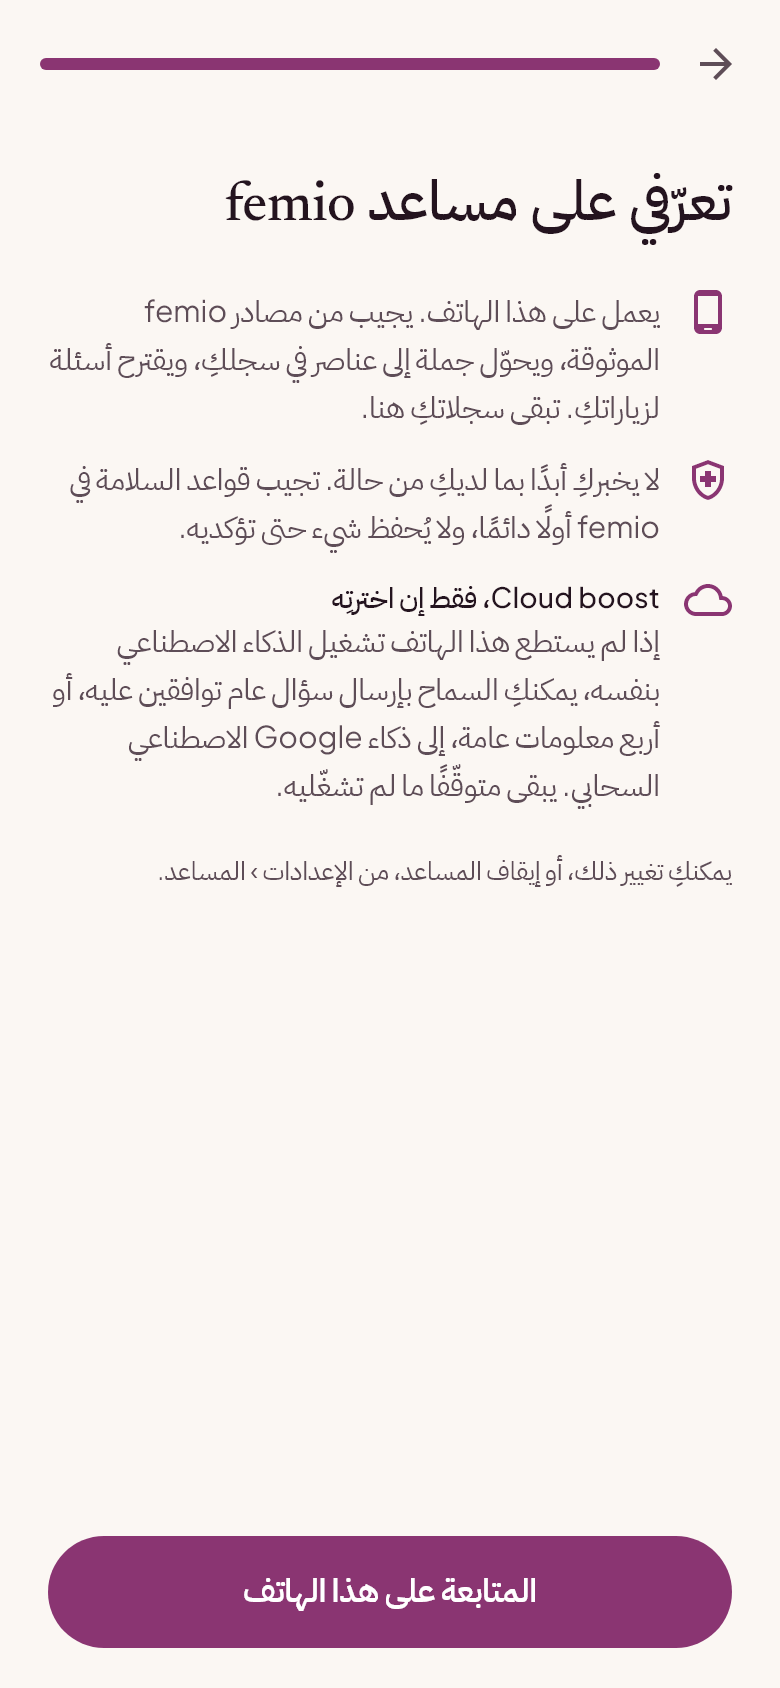 تعرّفي على مساعد femio
يعمل على هذا الهاتف. يجيب من مصادر femio
الموثوقة، ويحوّل جملة إلى عناصر في سجلكِ، ويقترح أسئلة
لزياراتكِ. تبقى سجلاتكِ هنا.
لا يخبركِ أبدًا بما لديكِ من حالة. تجيب قواعد السلامة في
femio أولًا دائمًا، ولا يُحفظ شيء حتى تؤكديه.
Cloud boost، فقط إن اخترتِه
إذا لم يستطع هذا الهاتف تشغيل الذكاء الاصطناعي
بنفسه، يمكنكِ السماح بإرسال سؤال عام توافقين عليه، أو
أربع معلومات عامة، إلى ذكاء Google الاصطناعي
السحابي. يبقى متوقّفًا ما لم تشغّليه.
يمكنكِ تغيير ذلك، أو إيقاف المساعد، من الإعدادات › المساعد.
المتابعة على هذا الهاتف